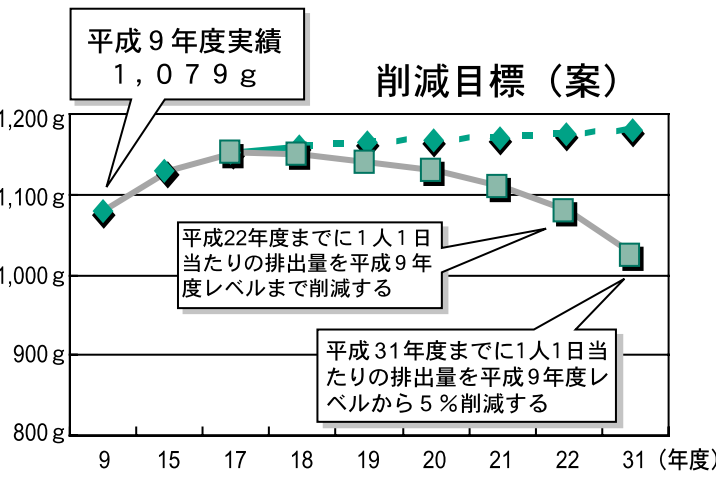 平成９年度実績
１，０７９ｇ
削減目標（案）
1,200ｇ
1,100ｇ
1,000ｇ
900ｇ
800ｇ
平成22年度までに１人１日
当たりの排出量を平成９年
度レベルまで削減する
平成31年度までに1人1日当
たりの排出量を平成9年度レ
ベルから５％削減する
9 15 17 18 19 20 21 22 31（年度）